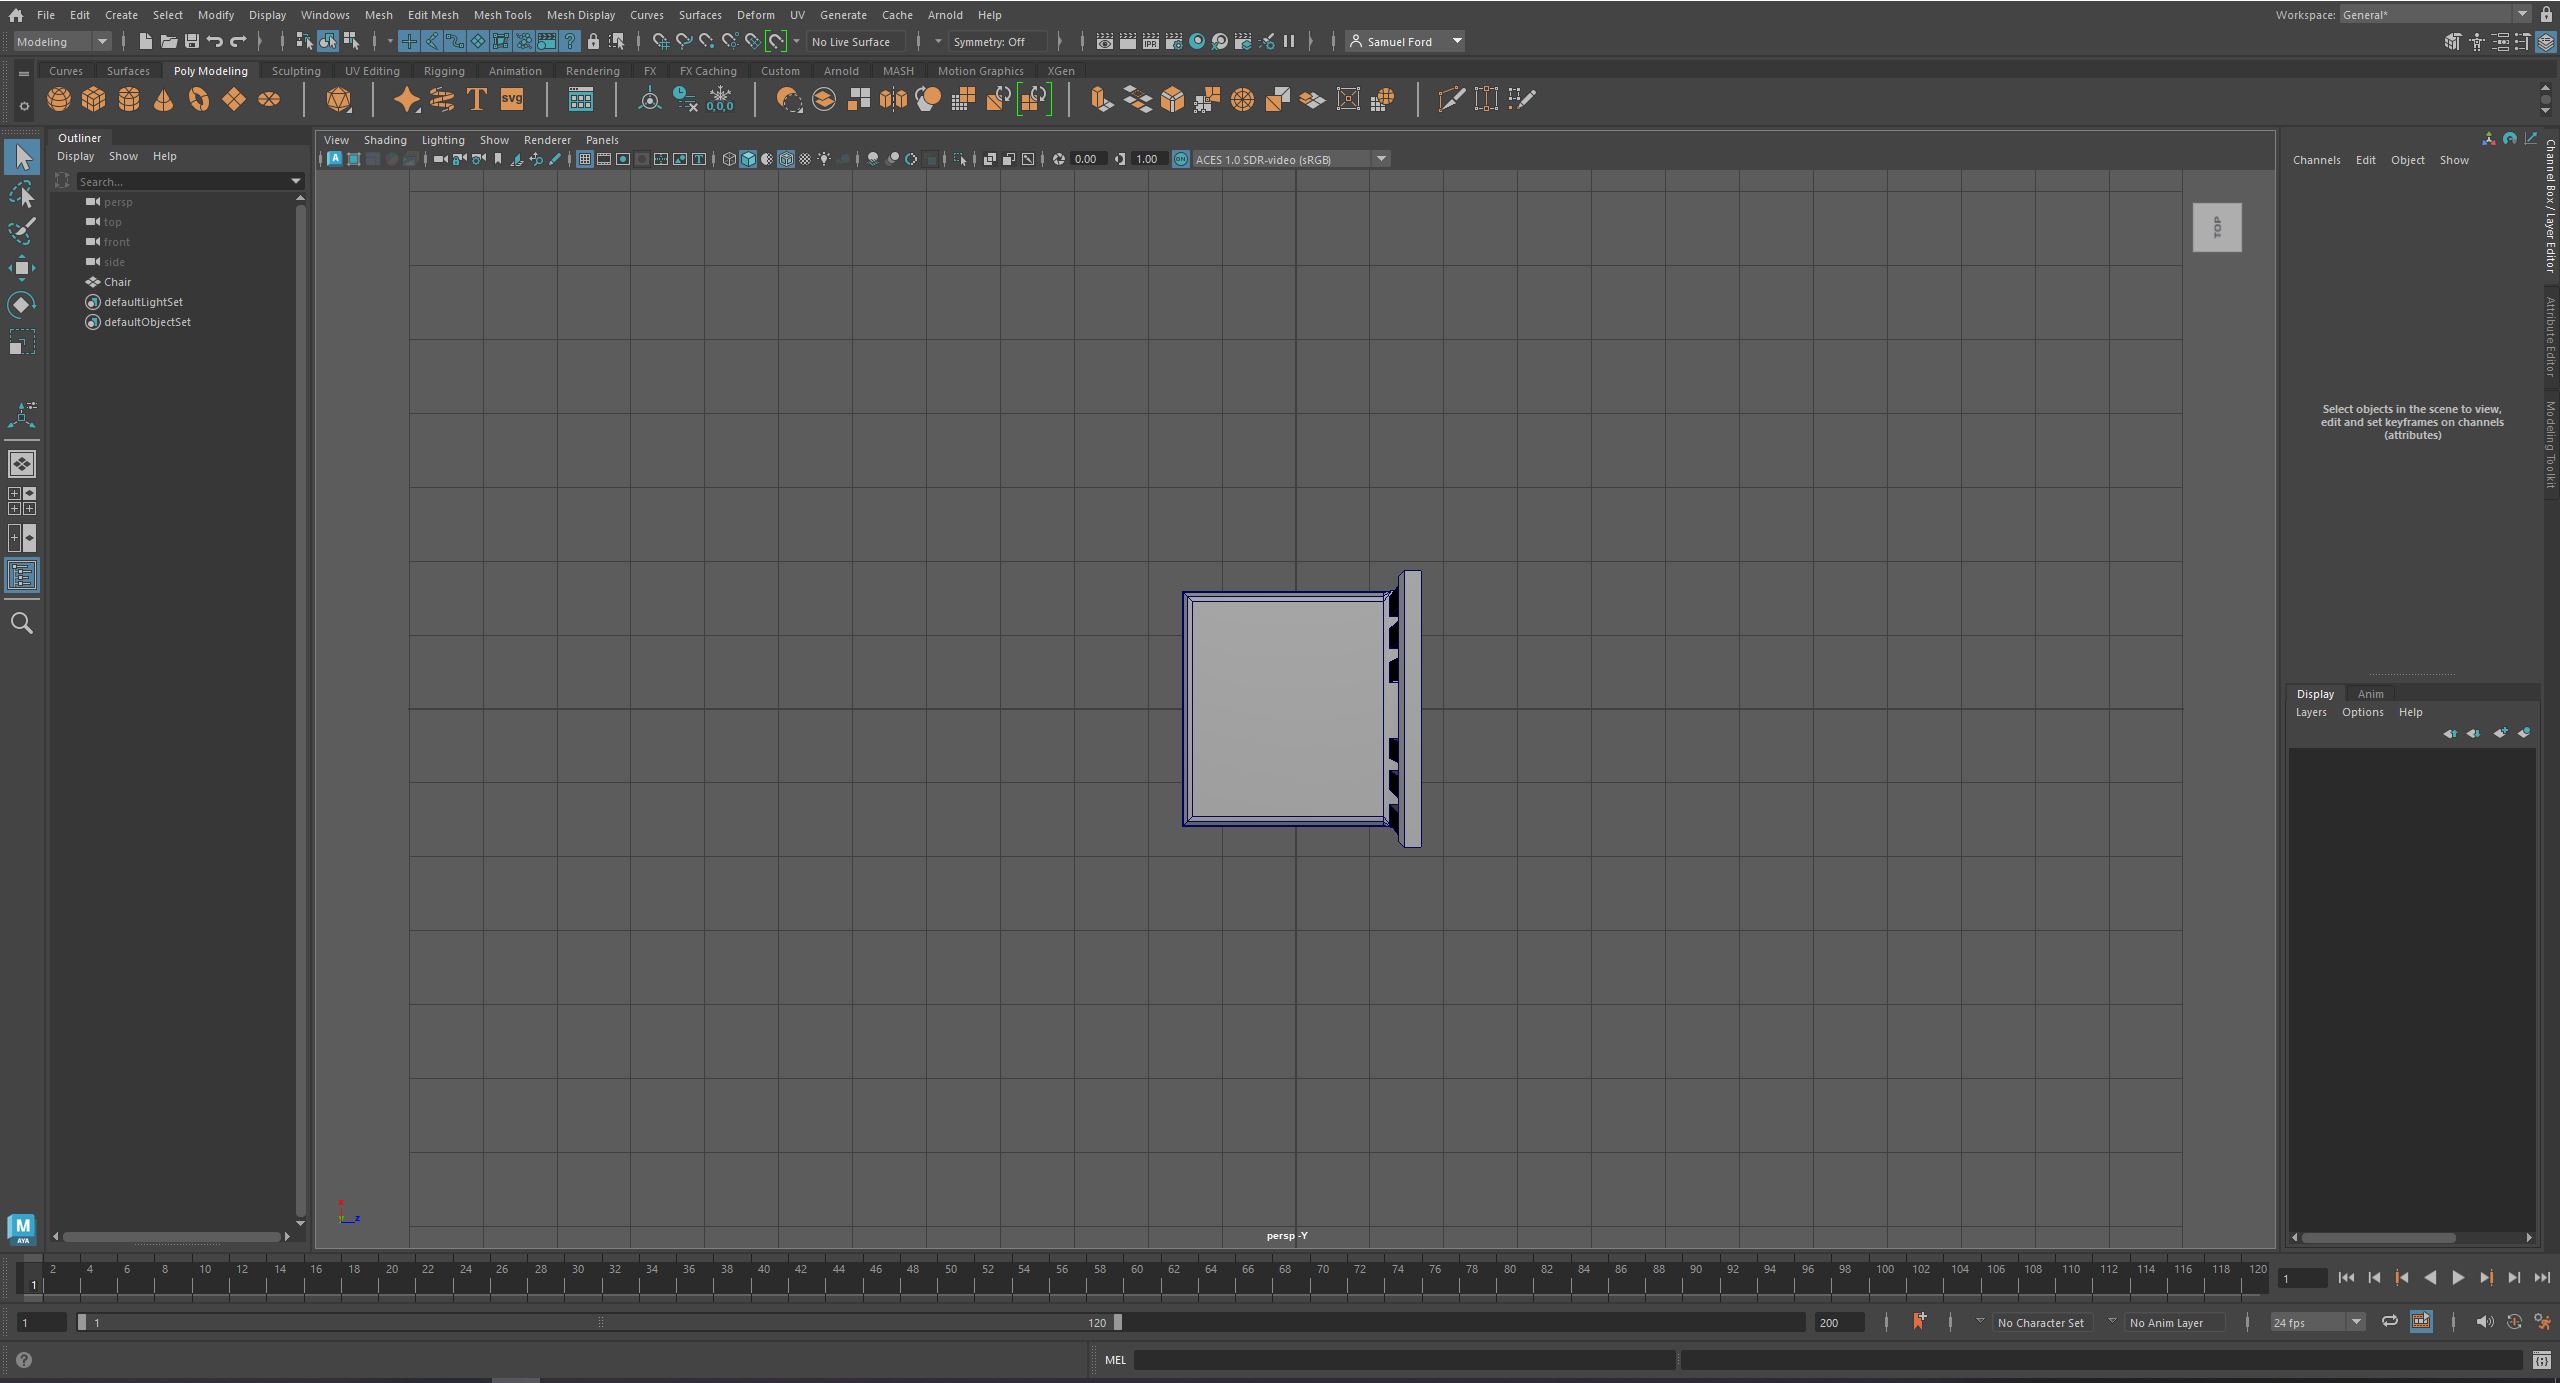 File Edit Create Select Modify Display Windows Mesh Edit Mesh Mesh Tools Mesh Display Curves Surfaces Deform UV Generate Cache Arnold Help Workspace: General*
Modeling No Live Surface Symmetry: Off IPR Samuel Ford
Curves Surfaces Poly Modeling Sculpting UV Editing Rigging Animation Rendering FX FX Caching Custom Arnold MASH Motion Graphics XGen
T SVG 0,0,0
Outliner
Display Show Help
Search...
persp
top
front
side
Chair
defaultLightSet
defaultObjectSet
View Shading Lighting Show Renderer Panels
0.00 1.00 ON ACES 1.0 SDR-video (sRGB)
TOP
x
y z
persp -Y
Channels Edit Object Show
Select objects in the scene to view,
edit and set keyframes on channels
(attributes)
Channel Box / Layer Editor
Attribute Editor
Modeling Toolkit
Display Anim
Layers Options Help
M
AYA
2 4 6 8 10 12 14 16 18 20 22 24 26 28 30 32 34 36 38 40 42 44 46 48 50 52 54 56 58 60 62 64 66 68 70 72 74 76 78 80 82 84 86 88 90 92 94 96 98 100 102 104 106 108 110 112 114 116 118 120
1 1
1 1 120 200 No Character Set No Anim Layer 24 fps
MEL